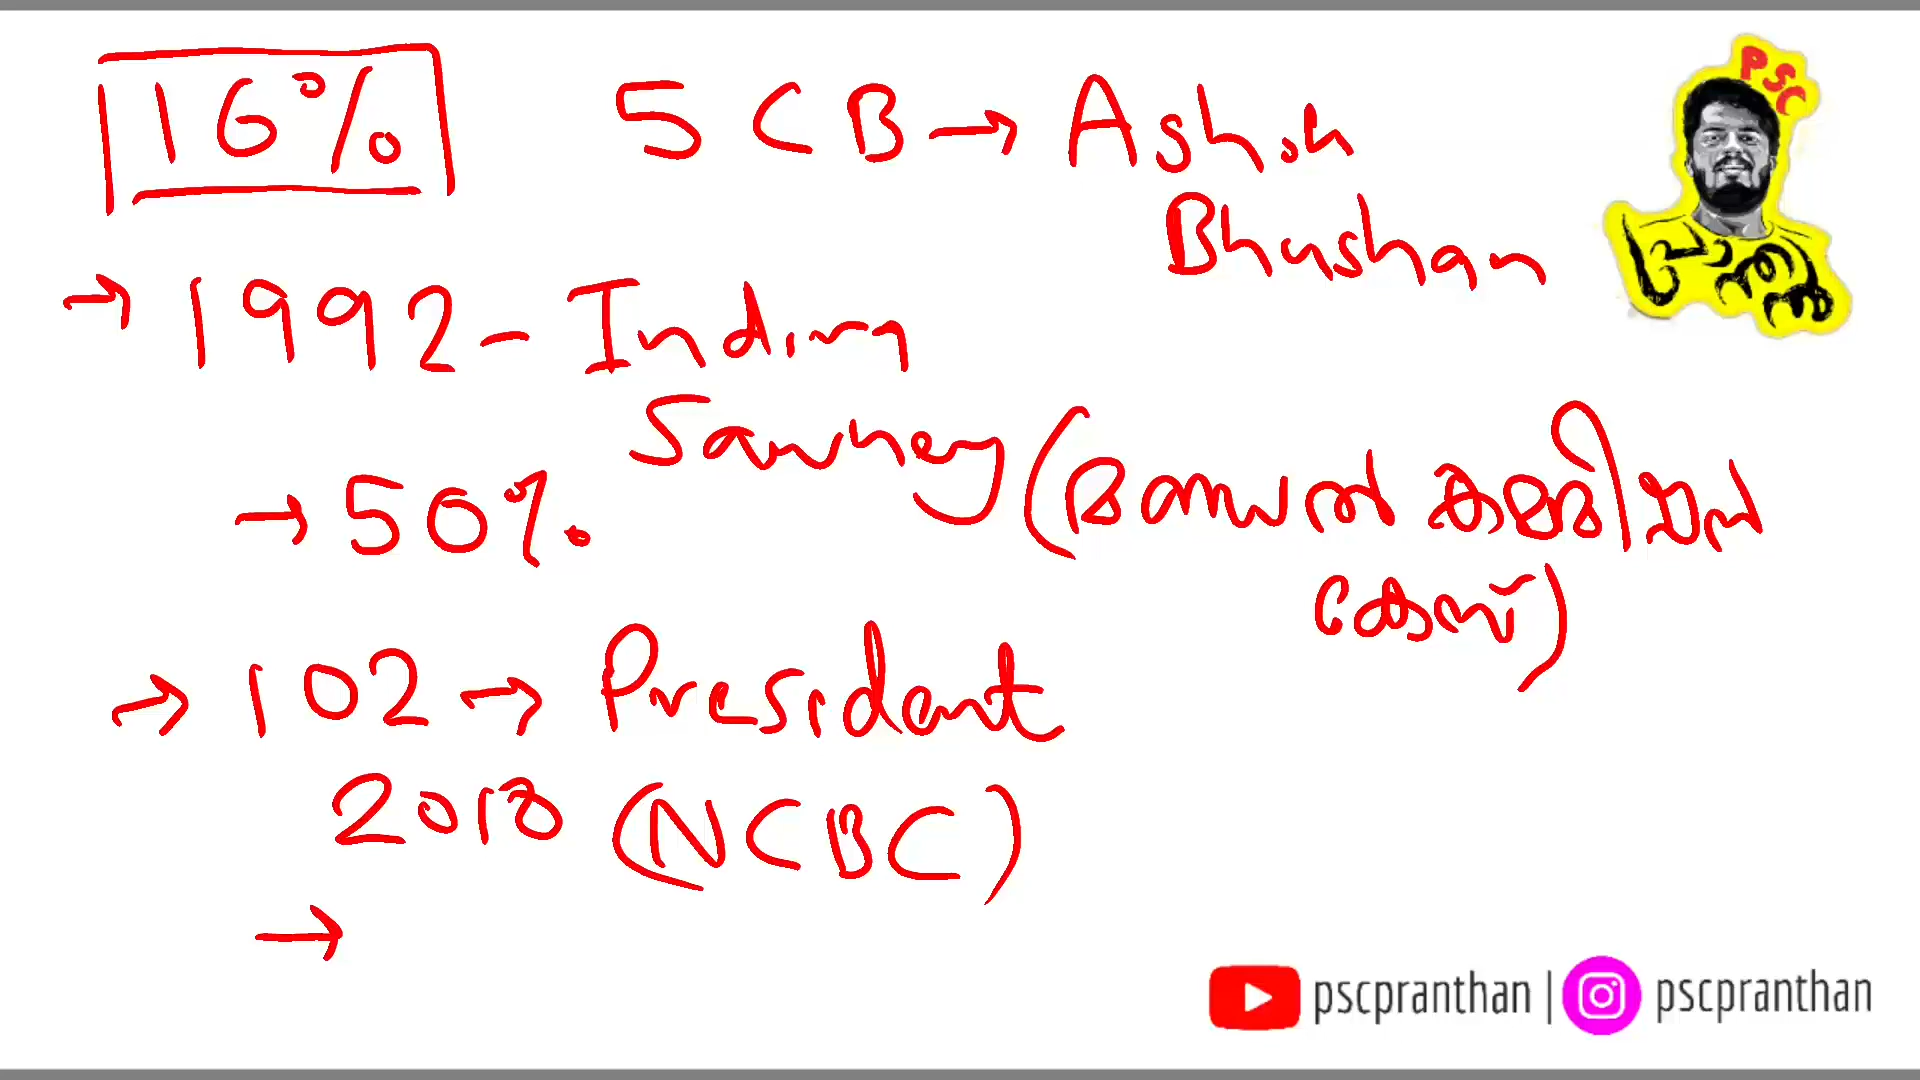 16%
5 CB → Ashok
Bhushan
PSC
പ്രാന്തൻ
→ 1992 - Indira
Sawhney (മണ്ഡൽ കമ്മീഷൻ
കേസ്)
→ 50%.
→ 102 → President
2018 (NCBC)
→
pscpranthan | pscpranthan